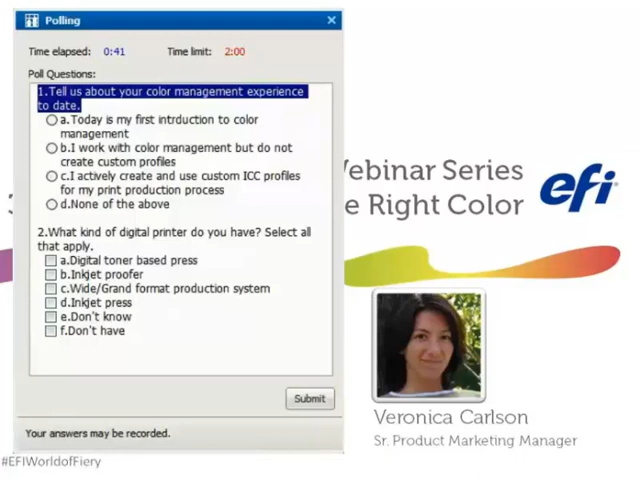 Polling
Time elapsed: 0:41 Time limit: 2:00
Poll Questions:
1.Tell us about your color management experience
to date.
a.Today is my first intrduction to color
management
b.I work with color management but do not
create custom profiles
c.I actively create and use custom ICC profiles
for my print production process
d.None of the above
2.What kind of digital printer do you have? Select all
that apply.
a.Digital toner based press
b.Inkjet proofer
c.Wide/Grand format production system
d.Inkjet press
e.Don't know
f.Don't have
Submit
Your answers may be recorded.
Webinar Series
e Right Color
efi
Veronica Carlson
Sr. Product Marketing Manager
#EFIWorldofFiery